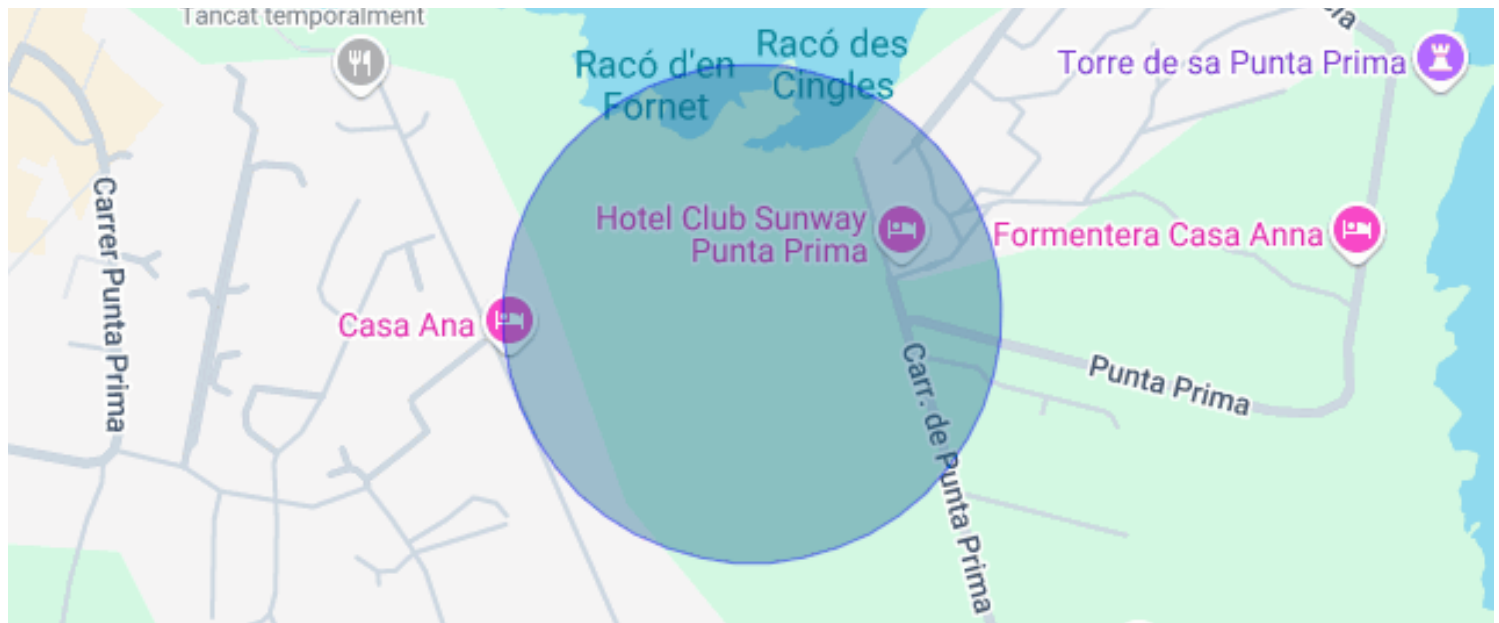 Tancat temporalment
Racó d'en
Fornet
Racó des
Cingles
Torre de sa Punta Prima
Carrer Punta Prima
Hotel Club Sunway
Punta Prima
Formentera Casa Anna
Casa Ana
Carr. de Punta Prima
Punta Prima